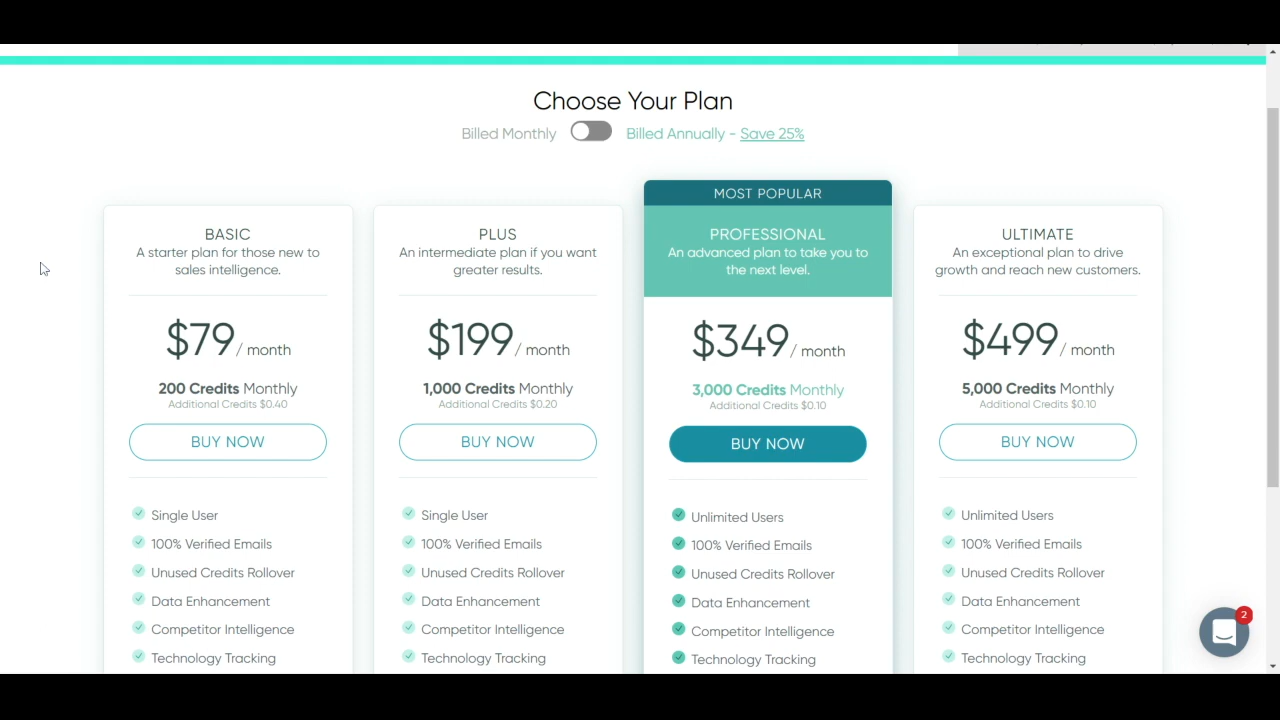 Choose Your Plan
Billed Monthly Billed Annually - Save 25%
BASIC
A starter plan for those new to
sales intelligence.
$79 / month
200 Credits Monthly
Additional Credits $0.40
BUY NOW
Single User
100% Verified Emails
Unused Credits Rollover
Data Enhancement
Competitor Intelligence
Technology Tracking
PLUS
An intermediate plan if you want
greater results.
$199 / month
1,000 Credits Monthly
Additional Credits $0.20
BUY NOW
Single User
100% Verified Emails
Unused Credits Rollover
Data Enhancement
Competitor Intelligence
Technology Tracking
MOST POPULAR
PROFESSIONAL
An advanced plan to take you to
the next level.
$349 / month
3,000 Credits Monthly
Additional Credits $0.10
BUY NOW
Unlimited Users
100% Verified Emails
Unused Credits Rollover
Data Enhancement
Competitor Intelligence
Technology Tracking
ULTIMATE
An exceptional plan to drive
growth and reach new customers.
$499 / month
5,000 Credits Monthly
Additional Credits $0.10
BUY NOW
Unlimited Users
100% Verified Emails
Unused Credits Rollover
Data Enhancement
Competitor Intelligence
Technology Tracking
2